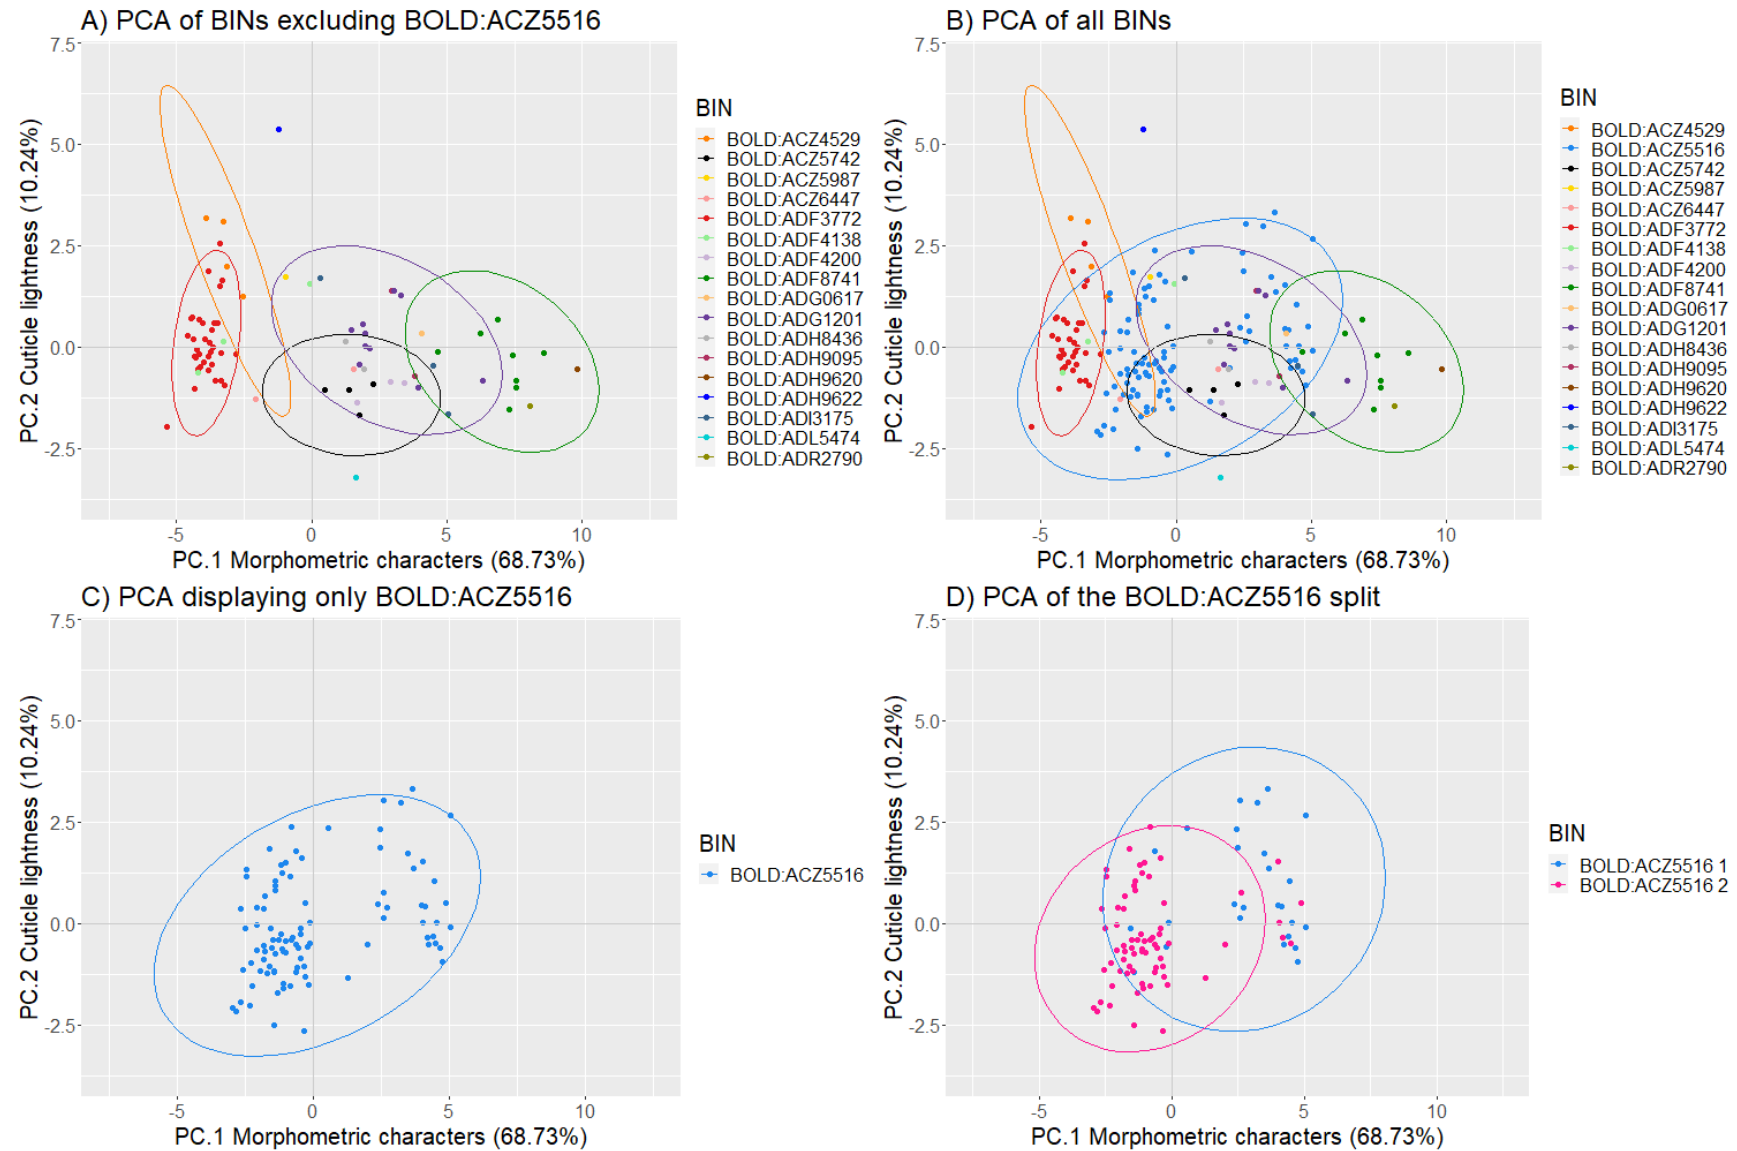 A) PCA of BINs excluding BOLD:ACZ5516
7.5
5.0
2.5
0.0
-2.5
-5
0
5
10
PC.2 Cuticle lightness (10.24%)
PC.1 Morphometric characters (68.73%)
BIN
BOLD:ACZ4529
BOLD:ACZ5742
BOLD:ACZ5987
BOLD:ACZ6447
BOLD:ADF3772
BOLD:ADF4138
BOLD:ADF4200
BOLD:ADF8741
BOLD:ADG0617
BOLD:ADG1201
BOLD:ADH8436
BOLD:ADH9095
BOLD:ADH9620
BOLD:ADH9622
BOLD:ADI3175
BOLD:ADL5474
BOLD:ADR2790
B) PCA of all BINs
7.5
5.0
2.5
0.0
-2.5
-5
0
5
10
PC.2 Cuticle lightness (10.24%)
PC.1 Morphometric characters (68.73%)
BIN
BOLD:ACZ4529
BOLD:ACZ5516
BOLD:ACZ5742
BOLD:ACZ5987
BOLD:ACZ6447
BOLD:ADF3772
BOLD:ADF4138
BOLD:ADF4200
BOLD:ADF8741
BOLD:ADG0617
BOLD:ADG1201
BOLD:ADH8436
BOLD:ADH9095
BOLD:ADH9620
BOLD:ADH9622
BOLD:ADI3175
BOLD:ADL5474
BOLD:ADR2790
C) PCA displaying only BOLD:ACZ5516
7.5
5.0
2.5
0.0
-2.5
-5
0
5
10
PC.2 Cuticle lightness (10.24%)
PC.1 Morphometric characters (68.73%)
BIN
BOLD:ACZ5516
D) PCA of the BOLD:ACZ5516 split
7.5
5.0
2.5
0.0
-2.5
-5
0
5
10
PC.2 Cuticle lightness (10.24%)
PC.1 Morphometric characters (68.73%)
BIN
BOLD:ACZ5516 1
BOLD:ACZ5516 2